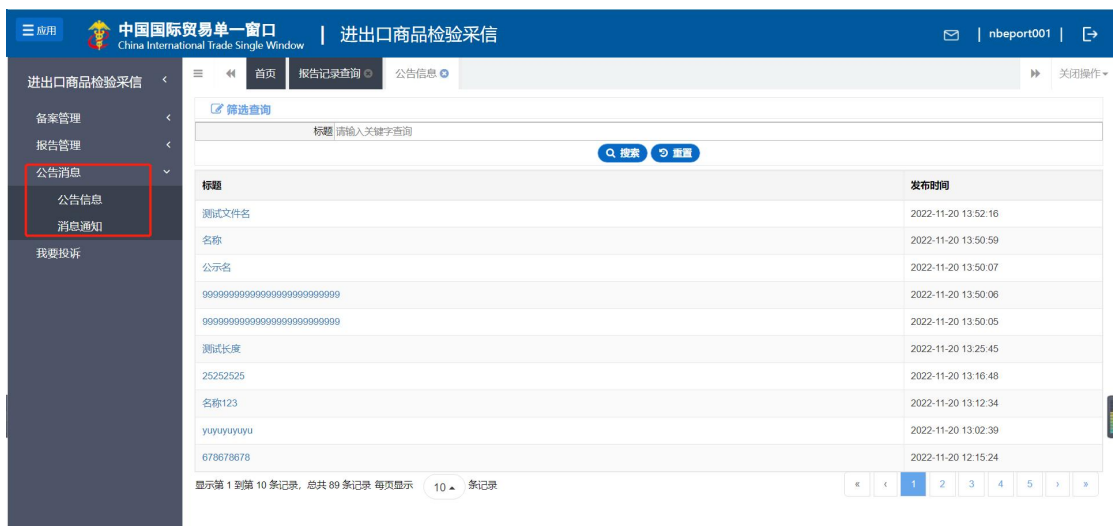 应用
中国国际贸易单一窗口 | 进出口商品检验采信
China International Trade Single Window
nbeport001
进出口商品检验采信
首页 报告记录查询 公告信息 关闭操作
备案管理
报告管理
公告消息
公告信息
消息通知
我要投诉
筛选查询
标题 请输入关键字查询
搜索 重置
标题 发布时间
测试文件名 2022-11-20 13:52:16
名称 2022-11-20 13:50:59
公示名 2022-11-20 13:50:07
99999999999999999999999999 2022-11-20 13:50:06
99999999999999999999999999 2022-11-20 13:50:05
测试长度 2022-11-20 13:25:45
25252525 2022-11-20 13:16:48
名称123 2022-11-20 13:12:34
yuyuyuyuyu 2022-11-20 13:02:39
678678678 2022-11-20 12:15:24
显示第 1 到第 10 条记录，总共 89 条记录 每页显示 10 条记录
« ‹ 1 2 3 4 5 › »